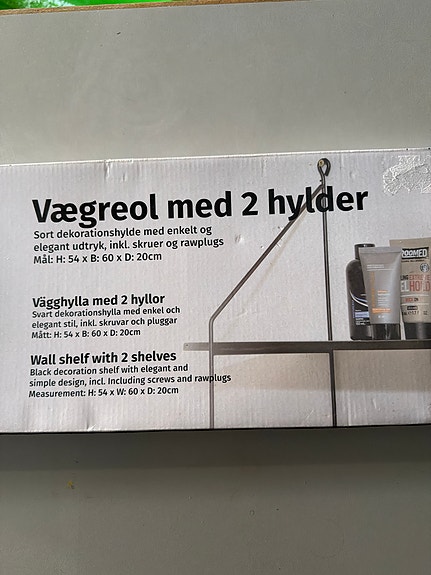 Vægreol med 2 hylder
Sort dekorationshylde med enkelt og
elegant udtryk, inkl. skruer og rawplugs
Mål: H: 54 x B: 60 x D: 20cm
Vägghylla med 2 hyllor
Svart dekorationshylla med enkel och
elegant stil, inkl. skruvar och pluggar
Mått: H: 54 x B: 60 x D: 20cm
Wall shelf with 2 shelves
Black decoration shelf with elegant and
simple design, incl. Including screws and rawplugs
Measurement: H: 54 x W: 60 x D: 20cm